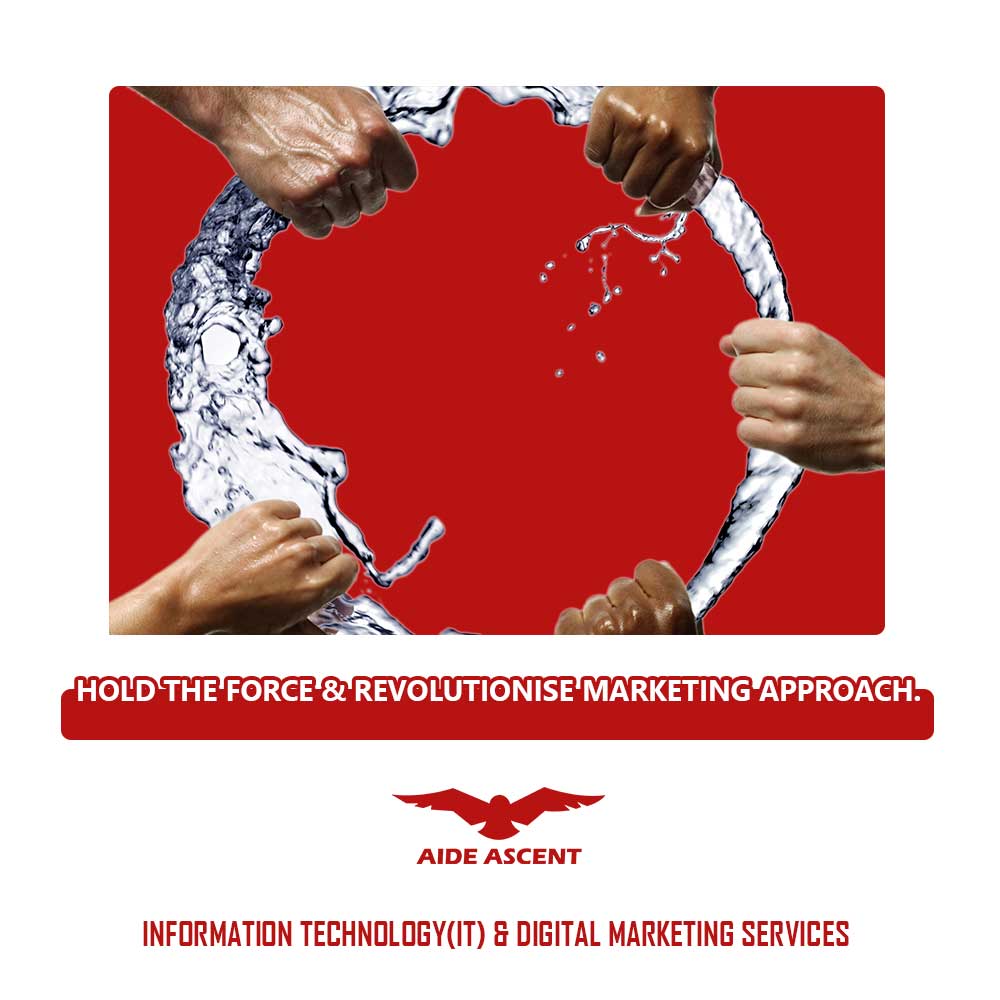 HOLD THE FORCE & REVOLUTIONISE MARKETING APPROACH.
AIDE ASCENT
INFORMATION TECHNOLOGY(IT) & DIGITAL MARKETING SERVICES